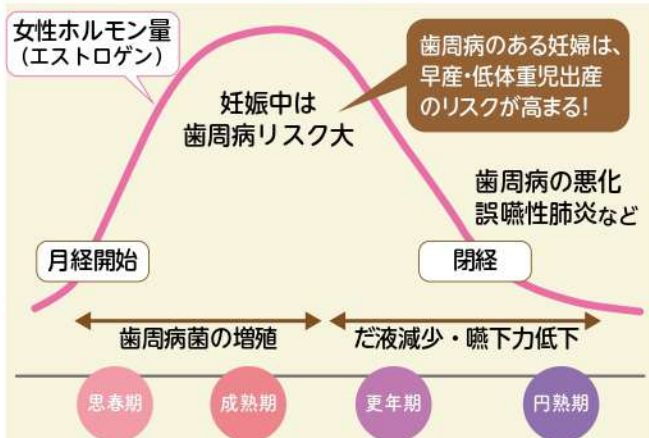 女性ホルモン量
(エストロゲン)
歯周病のある妊婦は、
早産・低体重児出産
のリスクが高まる!
妊娠中は
歯周病リスク大
歯周病の悪化
誤嚥性肺炎など
月経開始
閉経
歯周病菌の増殖
だ液減少・嚥下力低下
思春期
成熟期
更年期
円熟期